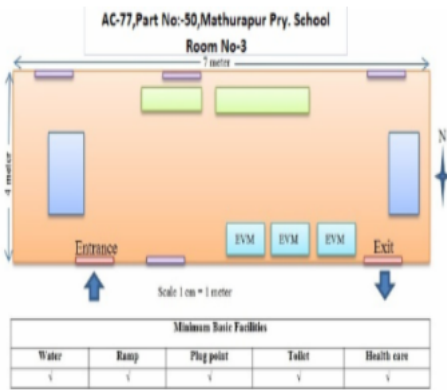 AC-77,Part No:-50,Mathurapur Pry. School
Room No-3
7 meter
N
4 meter
EVM EVM EVM
Entrance
Exit
Scale 1 cm = 1 meter
Minimum Basic Facilities
Water Ramp Plug point Toilet Health care
√ √ √ √ √